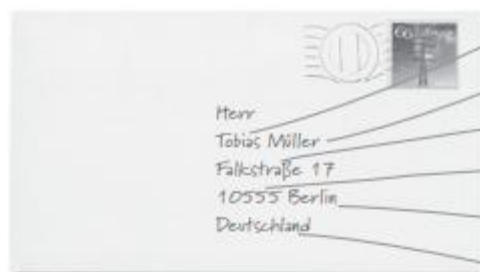 Herr
Tobias Müller
Falkstraße 17
10555 Berlin
Deutschland